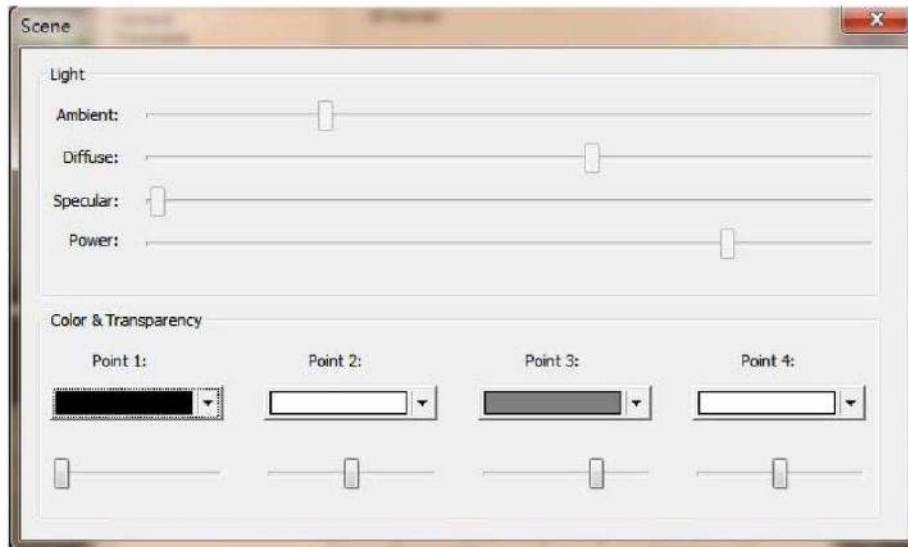 Scene
Light
Ambient:
Diffuse:
Specular:
Power:
Color & Transparency
Point 1:
Point 2:
Point 3:
Point 4: